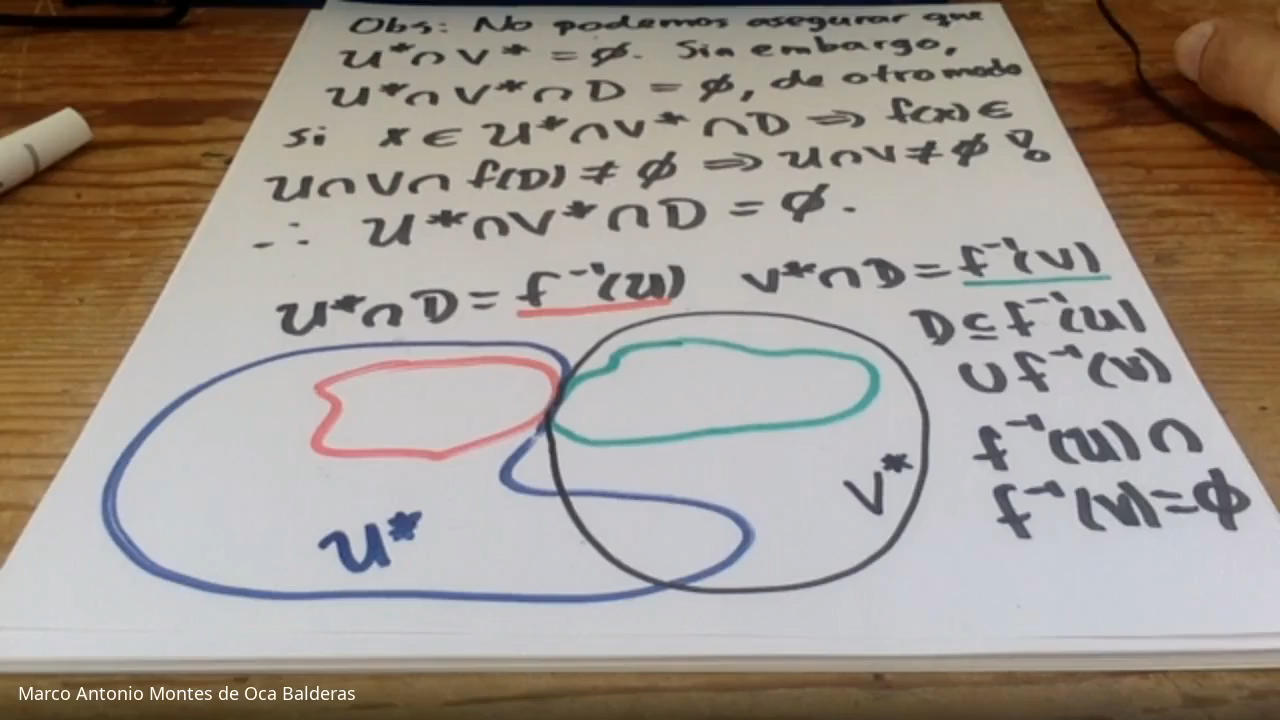 Obs: No podemos asegurar que
U*∩V* = ∅. Sin embargo,
U*∩V*∩D = ∅, de otro modo
si x ∈ U*∩V*∩D ⇒ f(x) ∈
U∩V∩f(D) ≠ ∅ ⇒ U∩V ≠ ∅ !
∴ U*∩V*∩D = ∅.
U*∩D = f⁻¹(U) V*∩D = f⁻¹(V)
D ⊆ f⁻¹(U)
∪ f⁻¹(V)
f⁻¹(U) ∩
f⁻¹(V) = ∅
U*
V*
Marco Antonio Montes de Oca Balderas